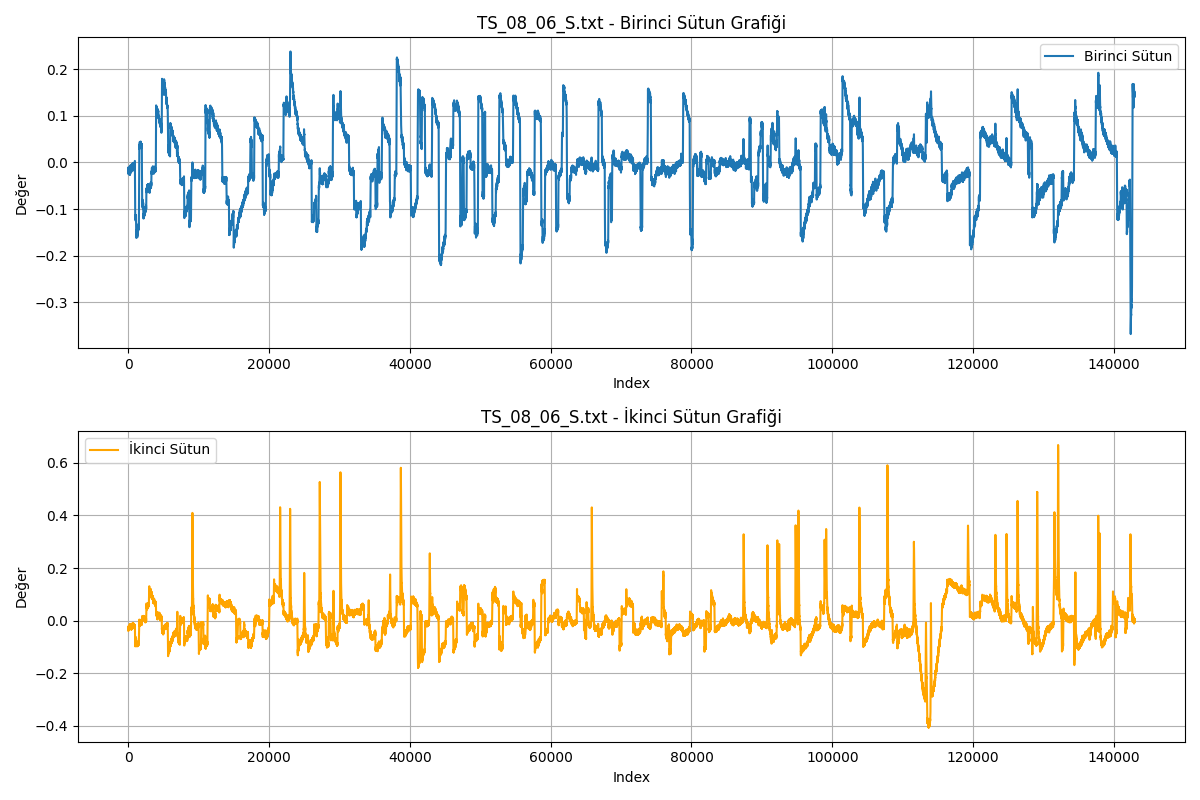 TS_08_06_S.txt - Birinci Sütun Grafiği
Birinci Sütun
Değer
0.2
0.1
0.0
−0.1
−0.2
−0.3
0 20000 40000 60000 80000 100000 120000 140000
Index
TS_08_06_S.txt - İkinci Sütun Grafiği
İkinci Sütun
Değer
0.6
0.4
0.2
0.0
−0.2
−0.4
0 20000 40000 60000 80000 100000 120000 140000
Index